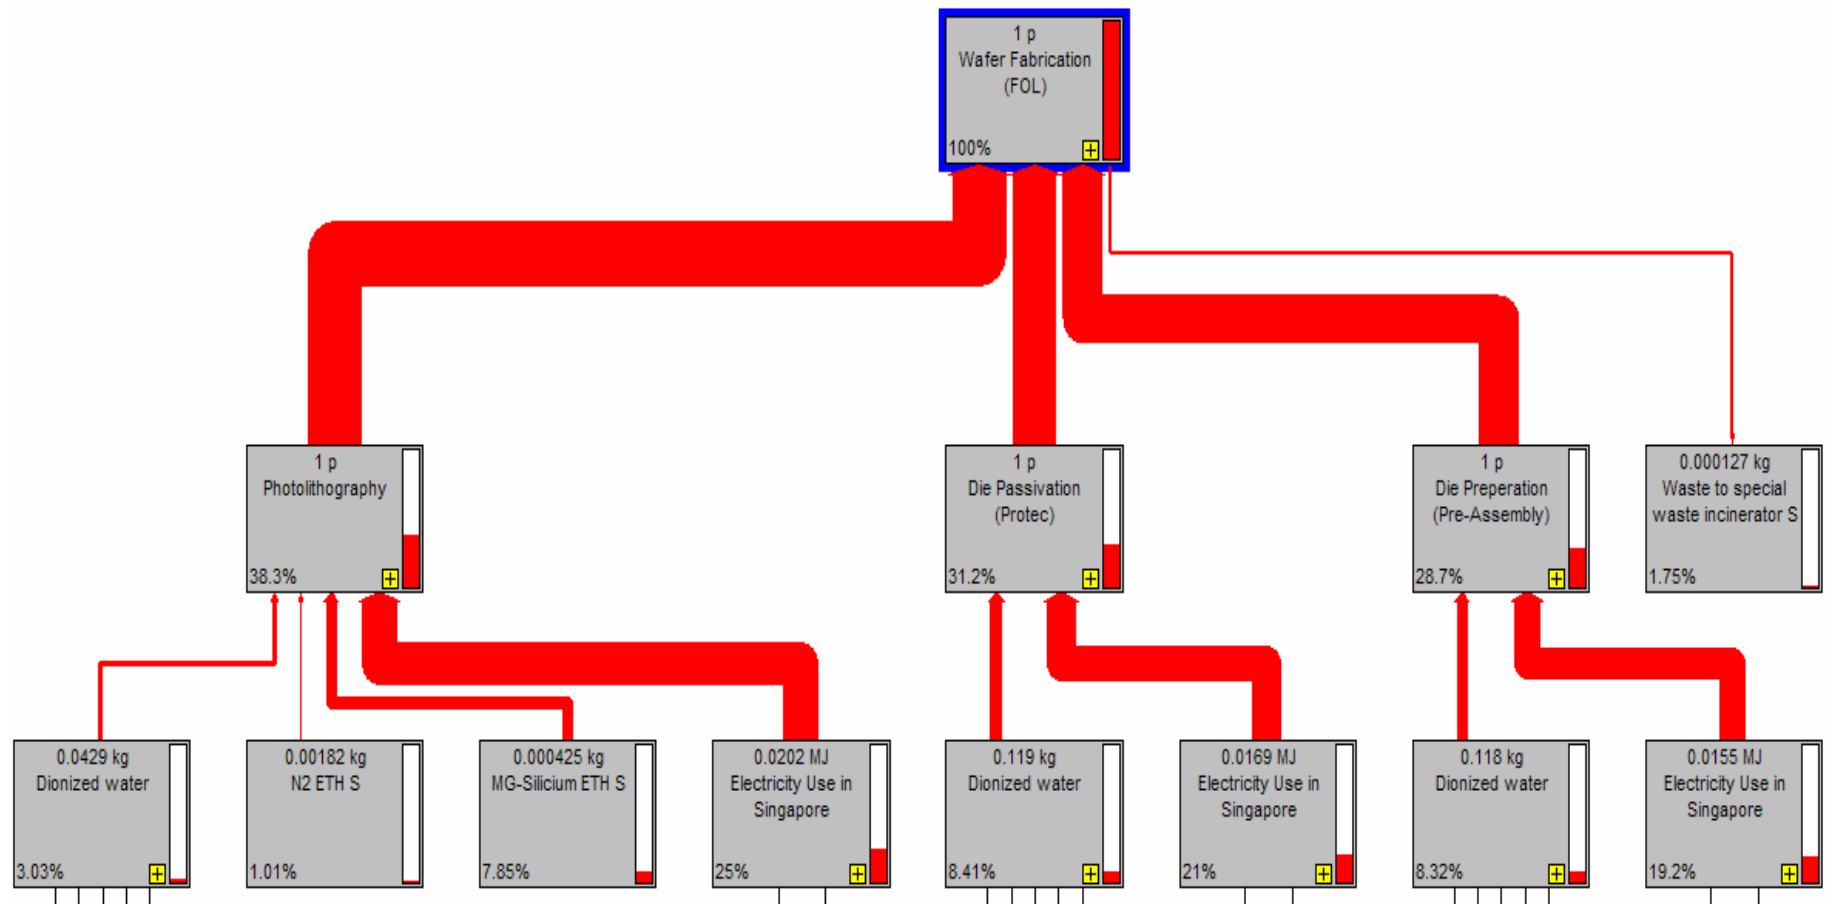 1 p
Wafer Fabrication
(FOL)
100%
1 p
Photolithography
38.3%
1 p
Die Passivation
(Protec)
31.2%
1 p
Die Preperation
(Pre-Assembly)
28.7%
0.000127 kg
Waste to special
waste incinerator S
1.75%
0.0429 kg
Dionized water
3.03%
0.00182 kg
N2 ETH S
1.01%
0.000425 kg
MG-Silicium ETH S
7.85%
0.0202 MJ
Electricity Use in
Singapore
25%
0.119 kg
Dionized water
8.41%
0.0169 MJ
Electricity Use in
Singapore
21%
0.118 kg
Dionized water
8.32%
0.0155 MJ
Electricity Use in
Singapore
19.2%